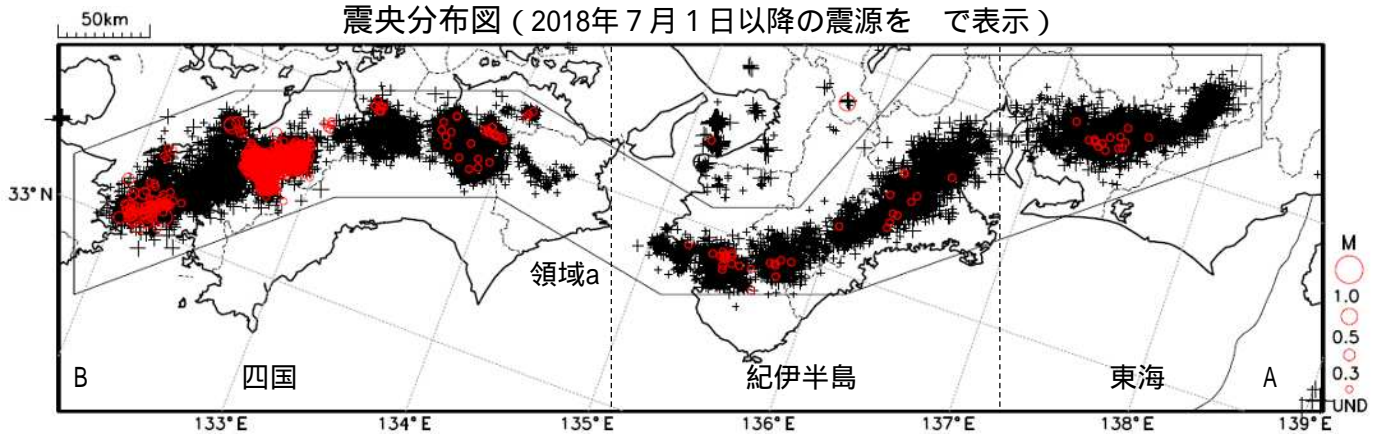 50km
震央分布図（2018年７月１日以降の震源を　で表示）
33°N
領域a
B
四国
紀伊半島
東海
A
M
1.0
0.5
0.3
UND
133°E
134°E
135°E
136°E
137°E
138°E
139°E